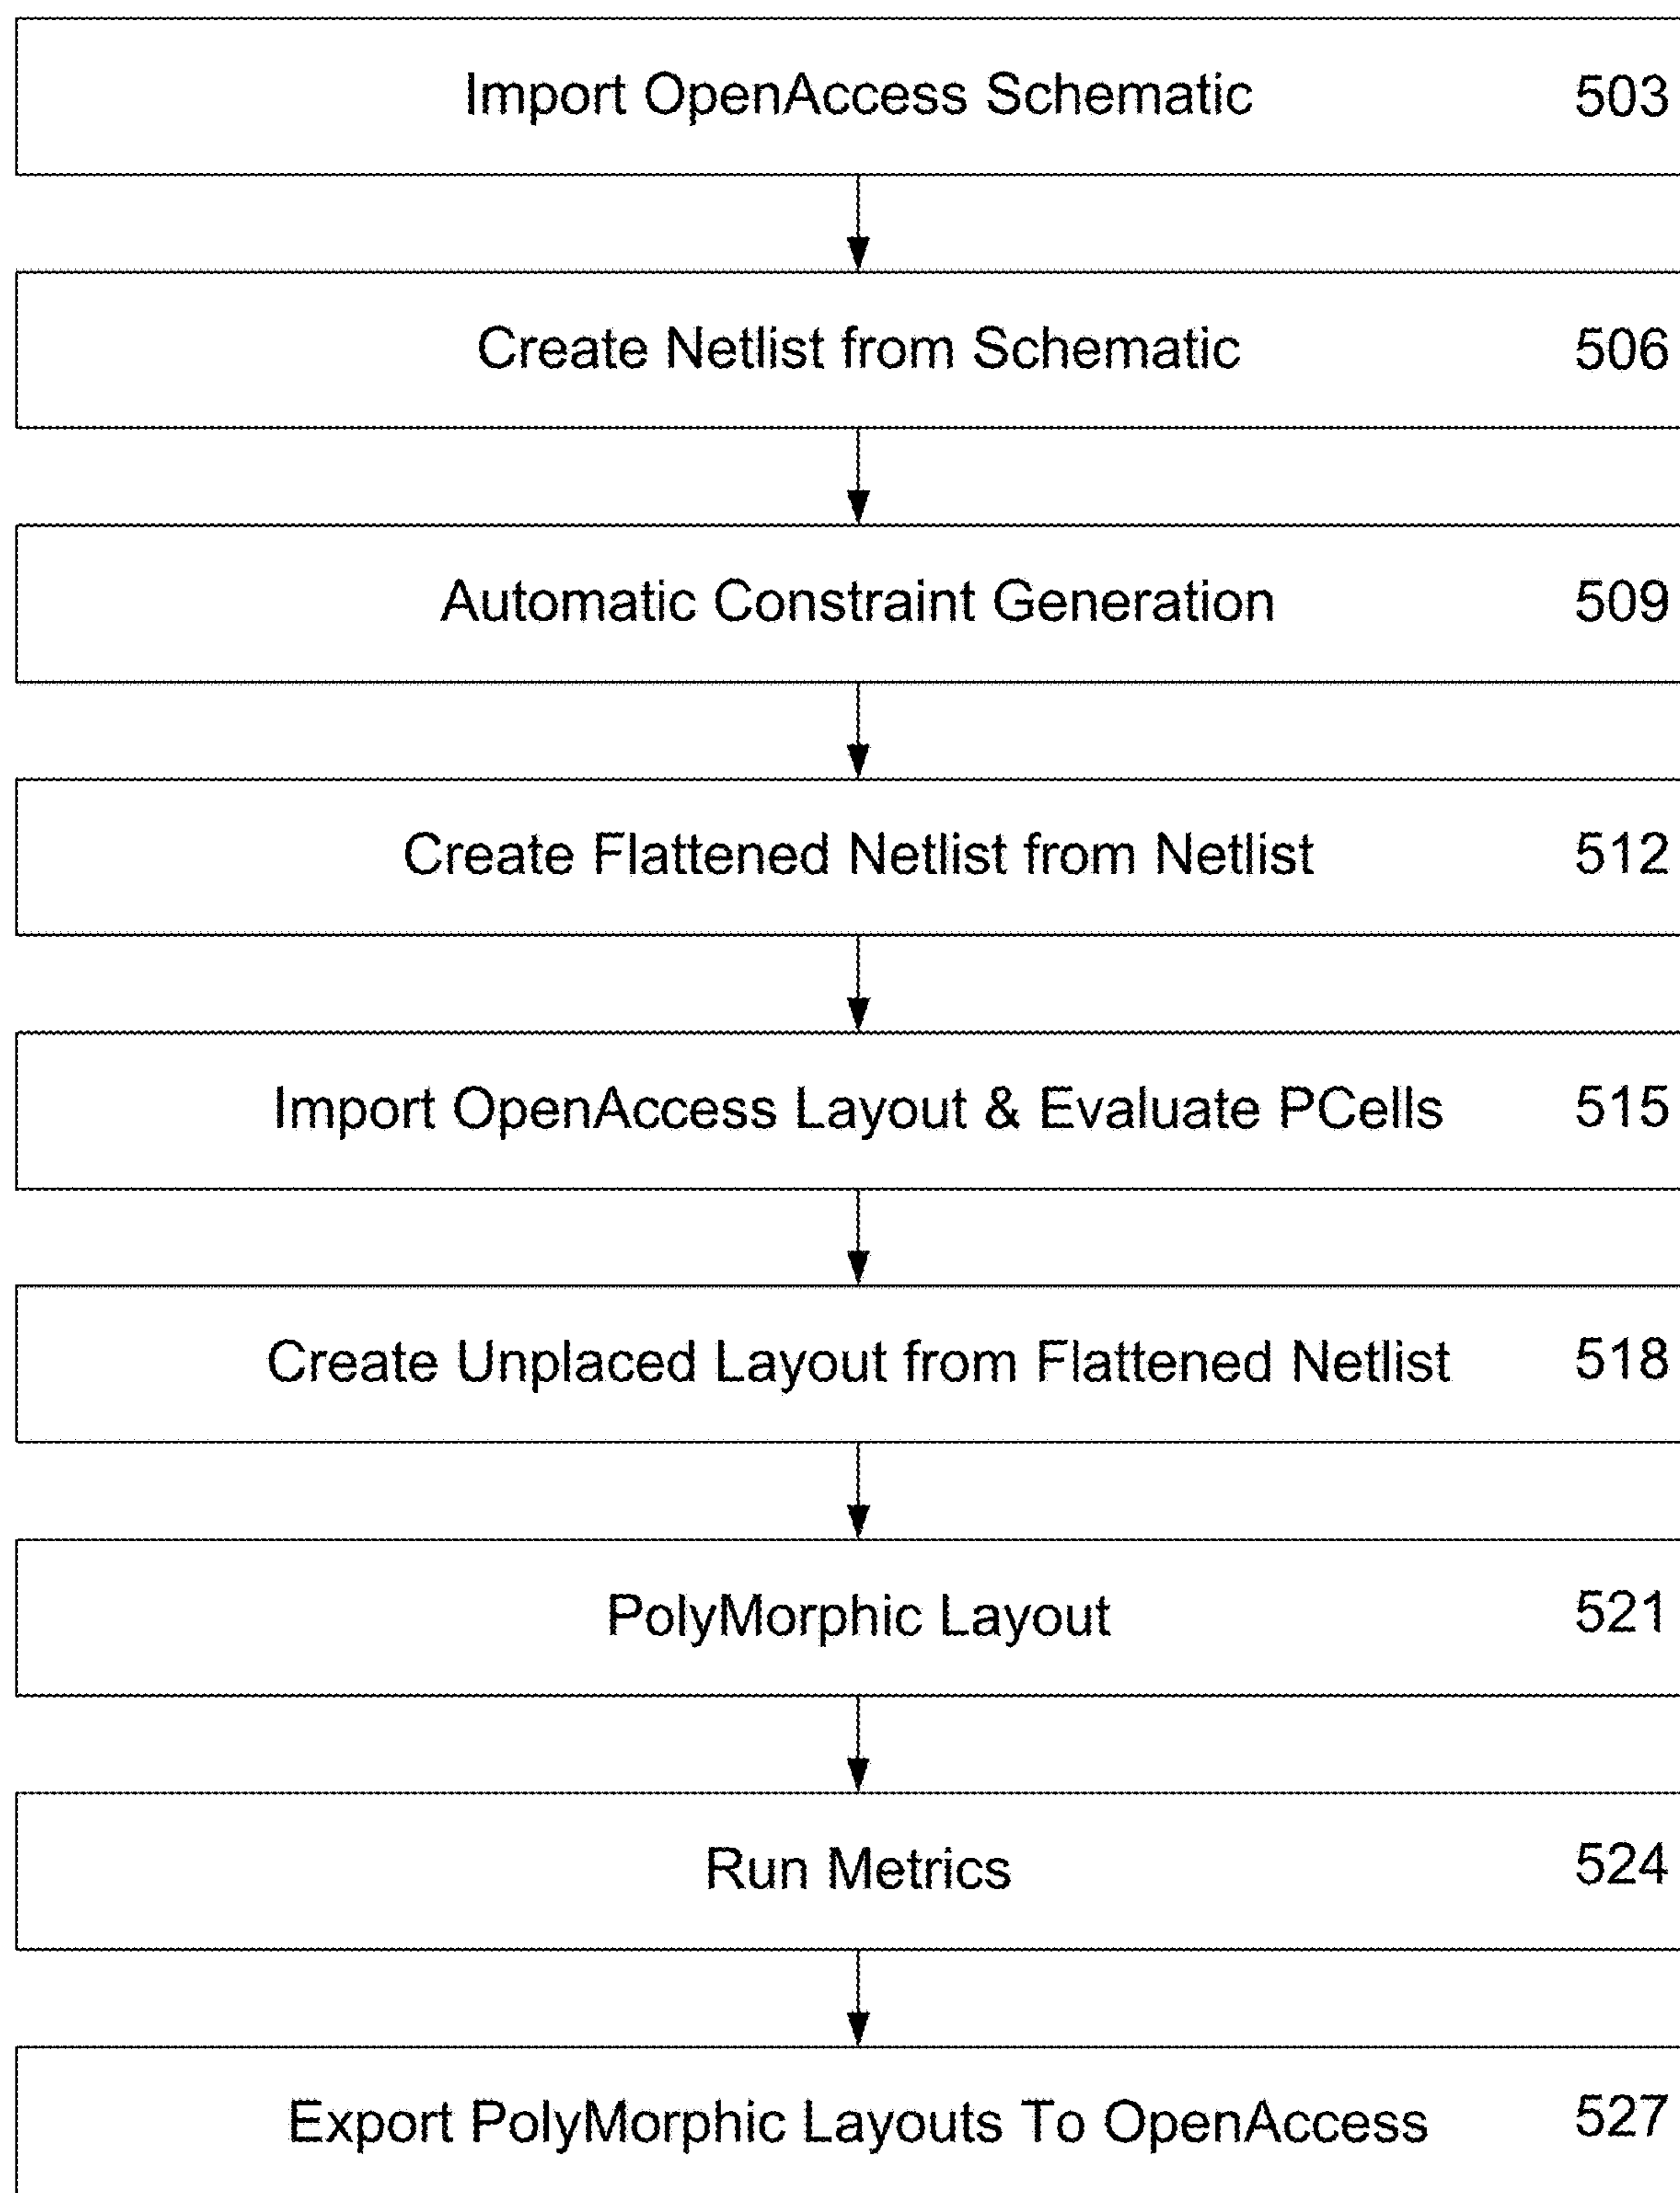 Import OpenAccess Schematic 503
Create Netlist from Schematic 506
Automatic Constraint Generation 509
Create Flattened Netlist from Netlist 512
Import OpenAccess Layout & Evaluate PCells 515
Create Unplaced Layout from Flattened Netlist 518
PolyMorphic Layout 521
Run Metrics 524
Export PolyMorphic Layouts To OpenAccess 527